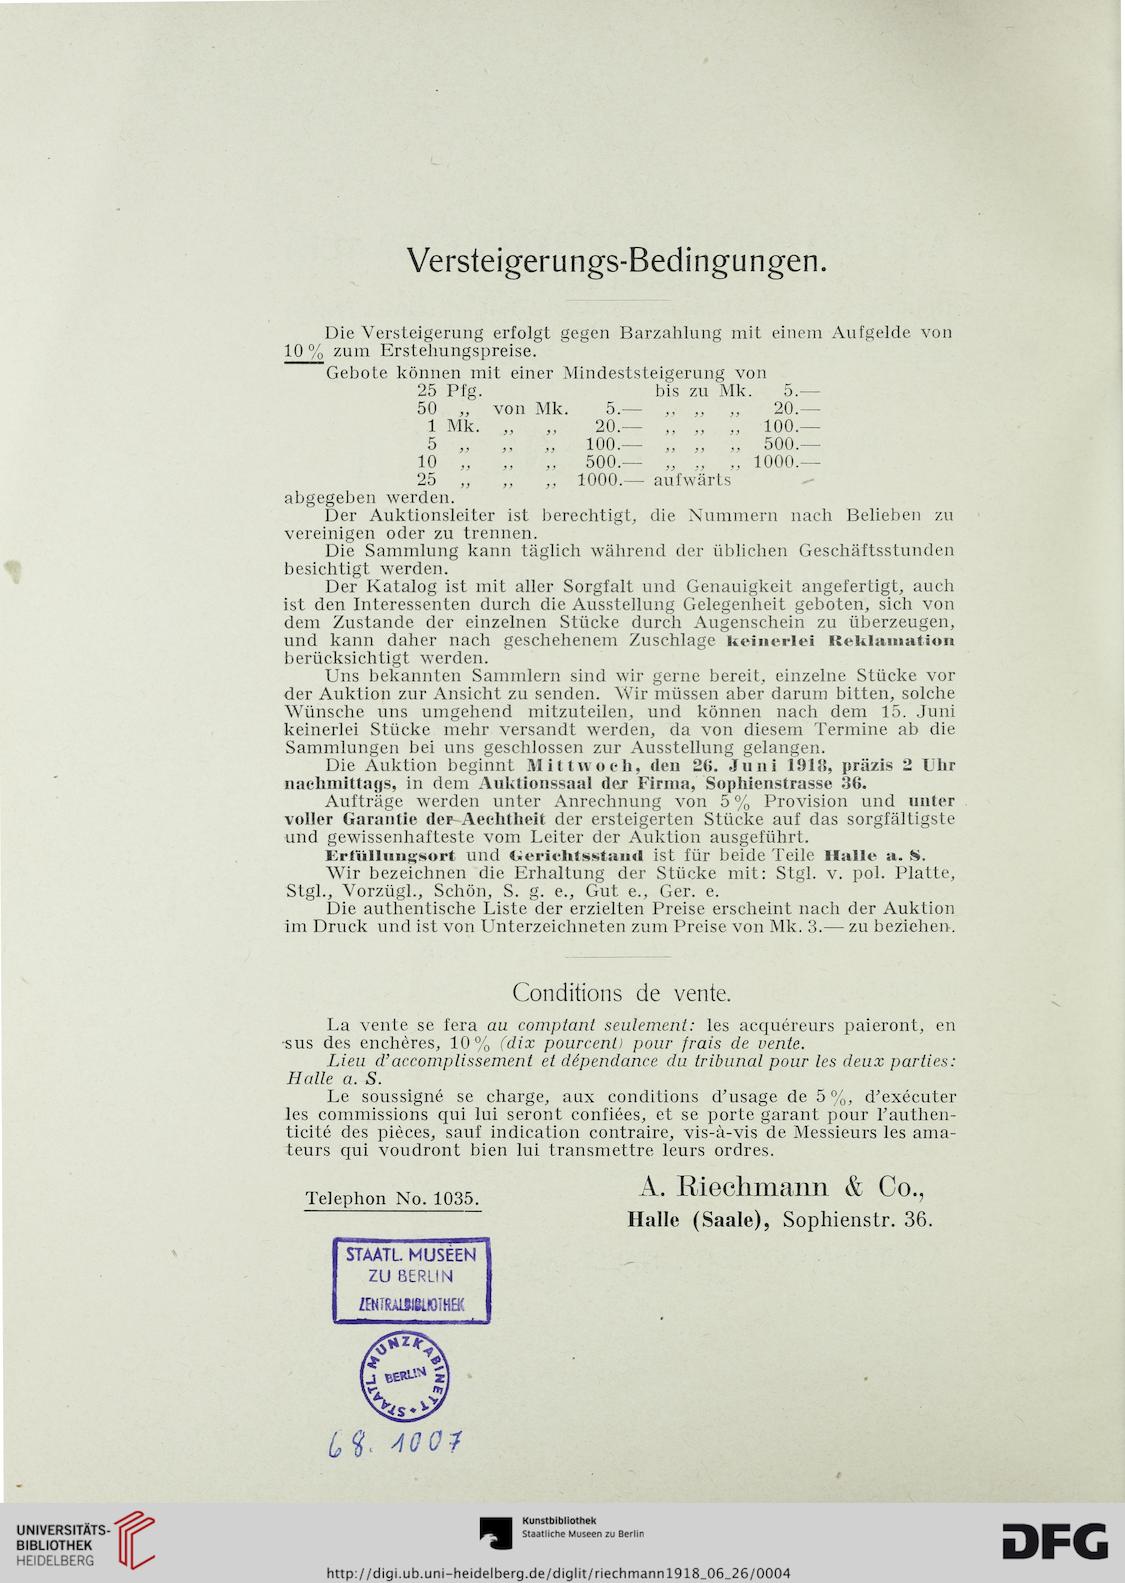 Versteigerungs-Bedingungen.
Die Versteigerung erfolgt gegen Barzahlung mit einem Aufgelde von
10 % zum Erstehungspreise.
Gebote können mit einer Mindeststeigerung von
25 Pfg. bis zu Mk. 5.—
50 „ von Mk. 5.— „ „ „ 20.—
1 Mk. „ „ 20.— „ „ „ 100.—
5 „ „ „ 100.— „ „ „ 500.—
10 „ „ „ 500.— „ „ „ 1000.—
25 „ „ „ 1000.— aufwärts
abgegeben werden.
Der Auktionsleiter ist berechtigt, die Nummern nach Belieben zu
vereinigen oder zu trennen.
Die Sammlung kann täglich während der üblichen Geschäftsstunden
besichtigt werden.
Der Katalog ist mit aller Sorgfalt und Genauigkeit angefertigt, auch
ist den Interessenten durch die Ausstellung Gelegenheit geboten, sich von
dem Zustande der einzelnen Stücke durch Augenschein zu überzeugen,
und kann daher nach geschehenem Zuschlage keinerlei Reklamation
berücksichtigt werden.
Uns bekannten Sammlern sind wir gerne bereit, einzelne Stücke vor
der Auktion zur Ansicht zu senden. Wir müssen aber darum bitten, solche
Wünsche uns umgehend mitzuteilen, und können nach dem 15. Juni
keinerlei Stücke mehr versandt werden, da von diesem Termine ab die
Sammlungen bei uns geschlossen zur Ausstellung gelangen.
Die Auktion beginnt Mittwoch, den 26. Juni 1918, präzis 2 Uhr
nachmittags, in dem Auktionssaal der Firma, Sophienstrasse 36.
Aufträge werden unter Anrechnung von 5 % Provision und unter
voller Garantie der Aechtheit der ersteigerten Stücke auf das sorgfältigste
und gewissenhafteste vom Leiter der Auktion ausgeführt.
Erfüllungsort und Gerichtsstand ist für beide Teile Halle a. S.
Wir bezeichnen die Erhaltung der Stücke mit: Stgl. v. pol. Platte,
Stgl., Vorzügl., Schön, S. g. e., Gut e., Ger. e.
Die authentische Liste der erzielten Preise erscheint nach der Auktion
im Druck und ist von Unterzeichneten zum Preise von Mk. 3.— zu beziehen.
Conditions de vente.
La vente se fera au comptant seulement: les acquéreurs paieront, en
sus des enchères, 10 % (dix pourcent) pour frais de vente.
Lieu d'accomplissement et dépendance du tribunal pour les deux parties:
Halle a. S.
Le soussigné se charge, aux conditions d'usage de 5 %, d'exécuter
les commissions qui lui seront confiées, et se porte garant pour l'authen-
ticité des pièces, sauf indication contraire, vis-à-vis de Messieurs les ama-
teurs qui voudront bien lui transmettre leurs ordres.
A. Riechmann & Co.,
Telephon No. 1035.
Halle (Saale), Sophienstr. 36.
STAATL. MUSEEN
ZU BERLIN
ZENTRALBIBLIOTHEK
STAATL. MÜNZKABINETT
BERLIN
68. 1007
UNIVERSITÄTS-
BIBLIOTHEK
HEIDELBERG
Kunstbibliothek
Staatliche Museen zu Berlin
DFG
http://digi.ub.uni-heidelberg.de/diglit/riechmann1918_06_26/0004